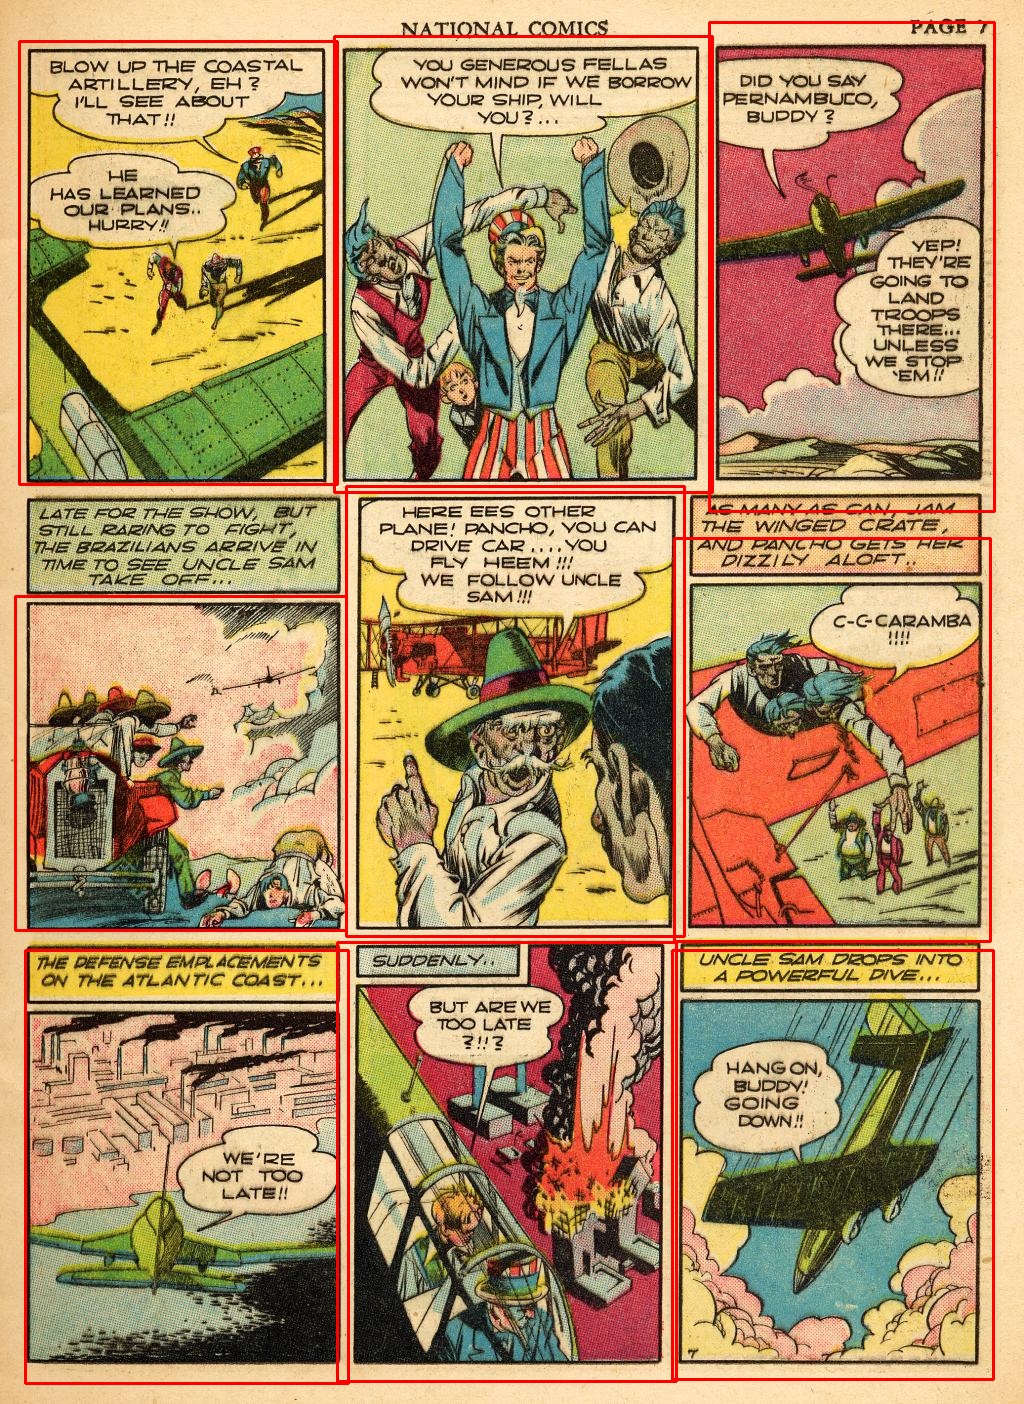 NATIONAL COMICS
PAGE 7
BLOW UP THE COASTAL
ARTILLERY, EH?
I'LL SEE ABOUT
THAT!!
HE
HAS LEARNED
OUR PLANS..
HURRY!!
YOU GENEROUS FELLAS
WON'T MIND IF WE BORROW
YOUR SHIP, WILL
YOU?...
DID YOU SAY
PERNAMBUCO,
BUDDY?
YEP!
THEY'RE
GOING TO
LAND
TROOPS
THERE...
UNLESS
WE STOP
'EM!!
LATE FOR THE SHOW, BUT
STILL RARING TO FIGHT,
THE BRAZILIANS ARRIVE IN
TIME TO SEE UNCLE SAM
TAKE OFF...
HERE EES OTHER
PLANE! PANCHO, YOU CAN
DRIVE CAR....YOU
FLY HEEM!!!
WE FOLLOW UNCLE
SAM!!!
AS MANY AS CAN, JAM
THE WINGED CRATE,
AND PANCHO GETS HER
DIZZILY ALOFT..
C-C-CARAMBA
!!!!
THE DEFENSE EMPLACEMENTS
ON THE ATLANTIC COAST...
WE'RE
NOT TOO
LATE!!
SUDDENLY..
BUT ARE WE
TOO LATE
?!!?
UNCLE SAM DROPS INTO
A POWERFUL DIVE...
HANG ON,
BUDDY!
GOING
DOWN!!
7